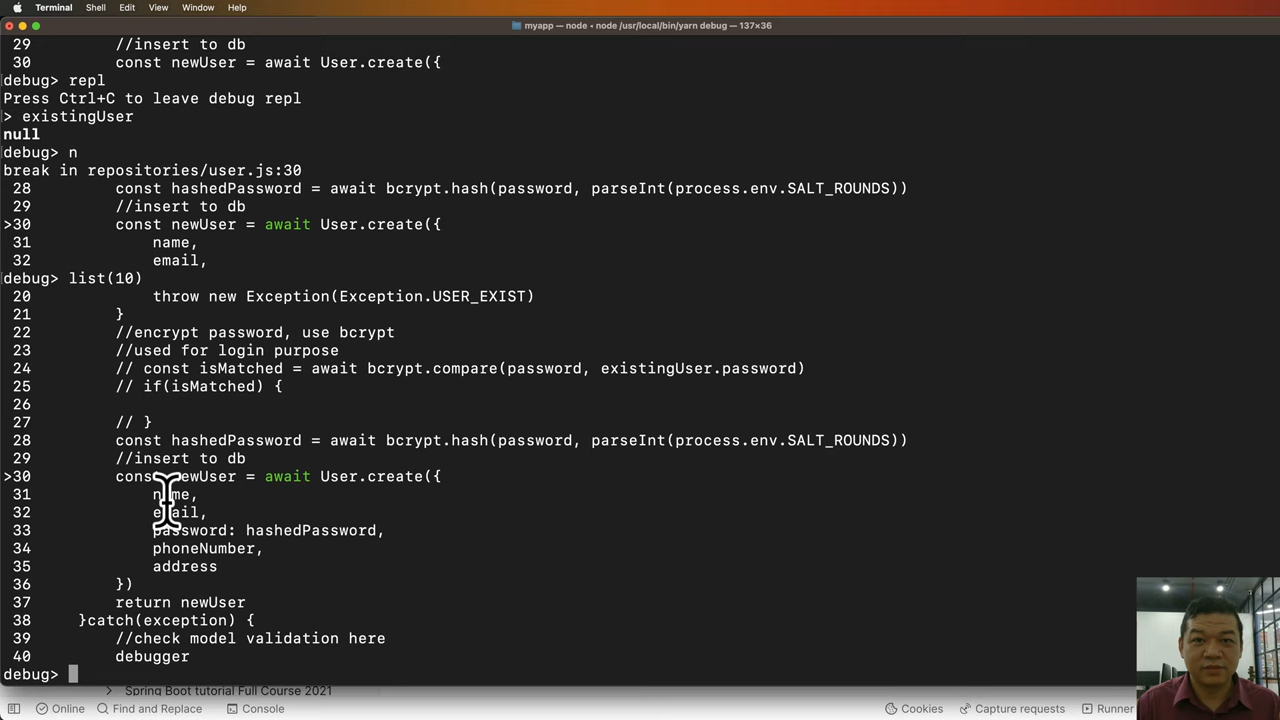 Terminal Shell Edit View Window Help
myapp — node ◂ node /usr/local/bin/yarn debug — 137×36
29 //insert to db
30 const newUser = await User.create({
debug> repl
Press Ctrl+C to leave debug repl
> existingUser
null
debug> n
break in repositories/user.js:30
28 const hashedPassword = await bcrypt.hash(password, parseInt(process.env.SALT_ROUNDS))
29 //insert to db
>30 const newUser = await User.create({
31 name,
32 email,
debug> list(10)
20 throw new Exception(Exception.USER_EXIST)
21 }
22 //encrypt password, use bcrypt
23 //used for login purpose
24 // const isMatched = await bcrypt.compare(password, existingUser.password)
25 // if(isMatched) {
26
27 // }
28 const hashedPassword = await bcrypt.hash(password, parseInt(process.env.SALT_ROUNDS))
29 //insert to db
>30 const newUser = await User.create({
31 name,
32 email,
33 password: hashedPassword,
34 phoneNumber,
35 address
36 })
37 return newUser
38 }catch(exception) {
39 //check model validation here
40 debugger
debug>
Spring Boot tutorial Full Course 2021
Online Find and Replace Console Cookies Capture requests Runner